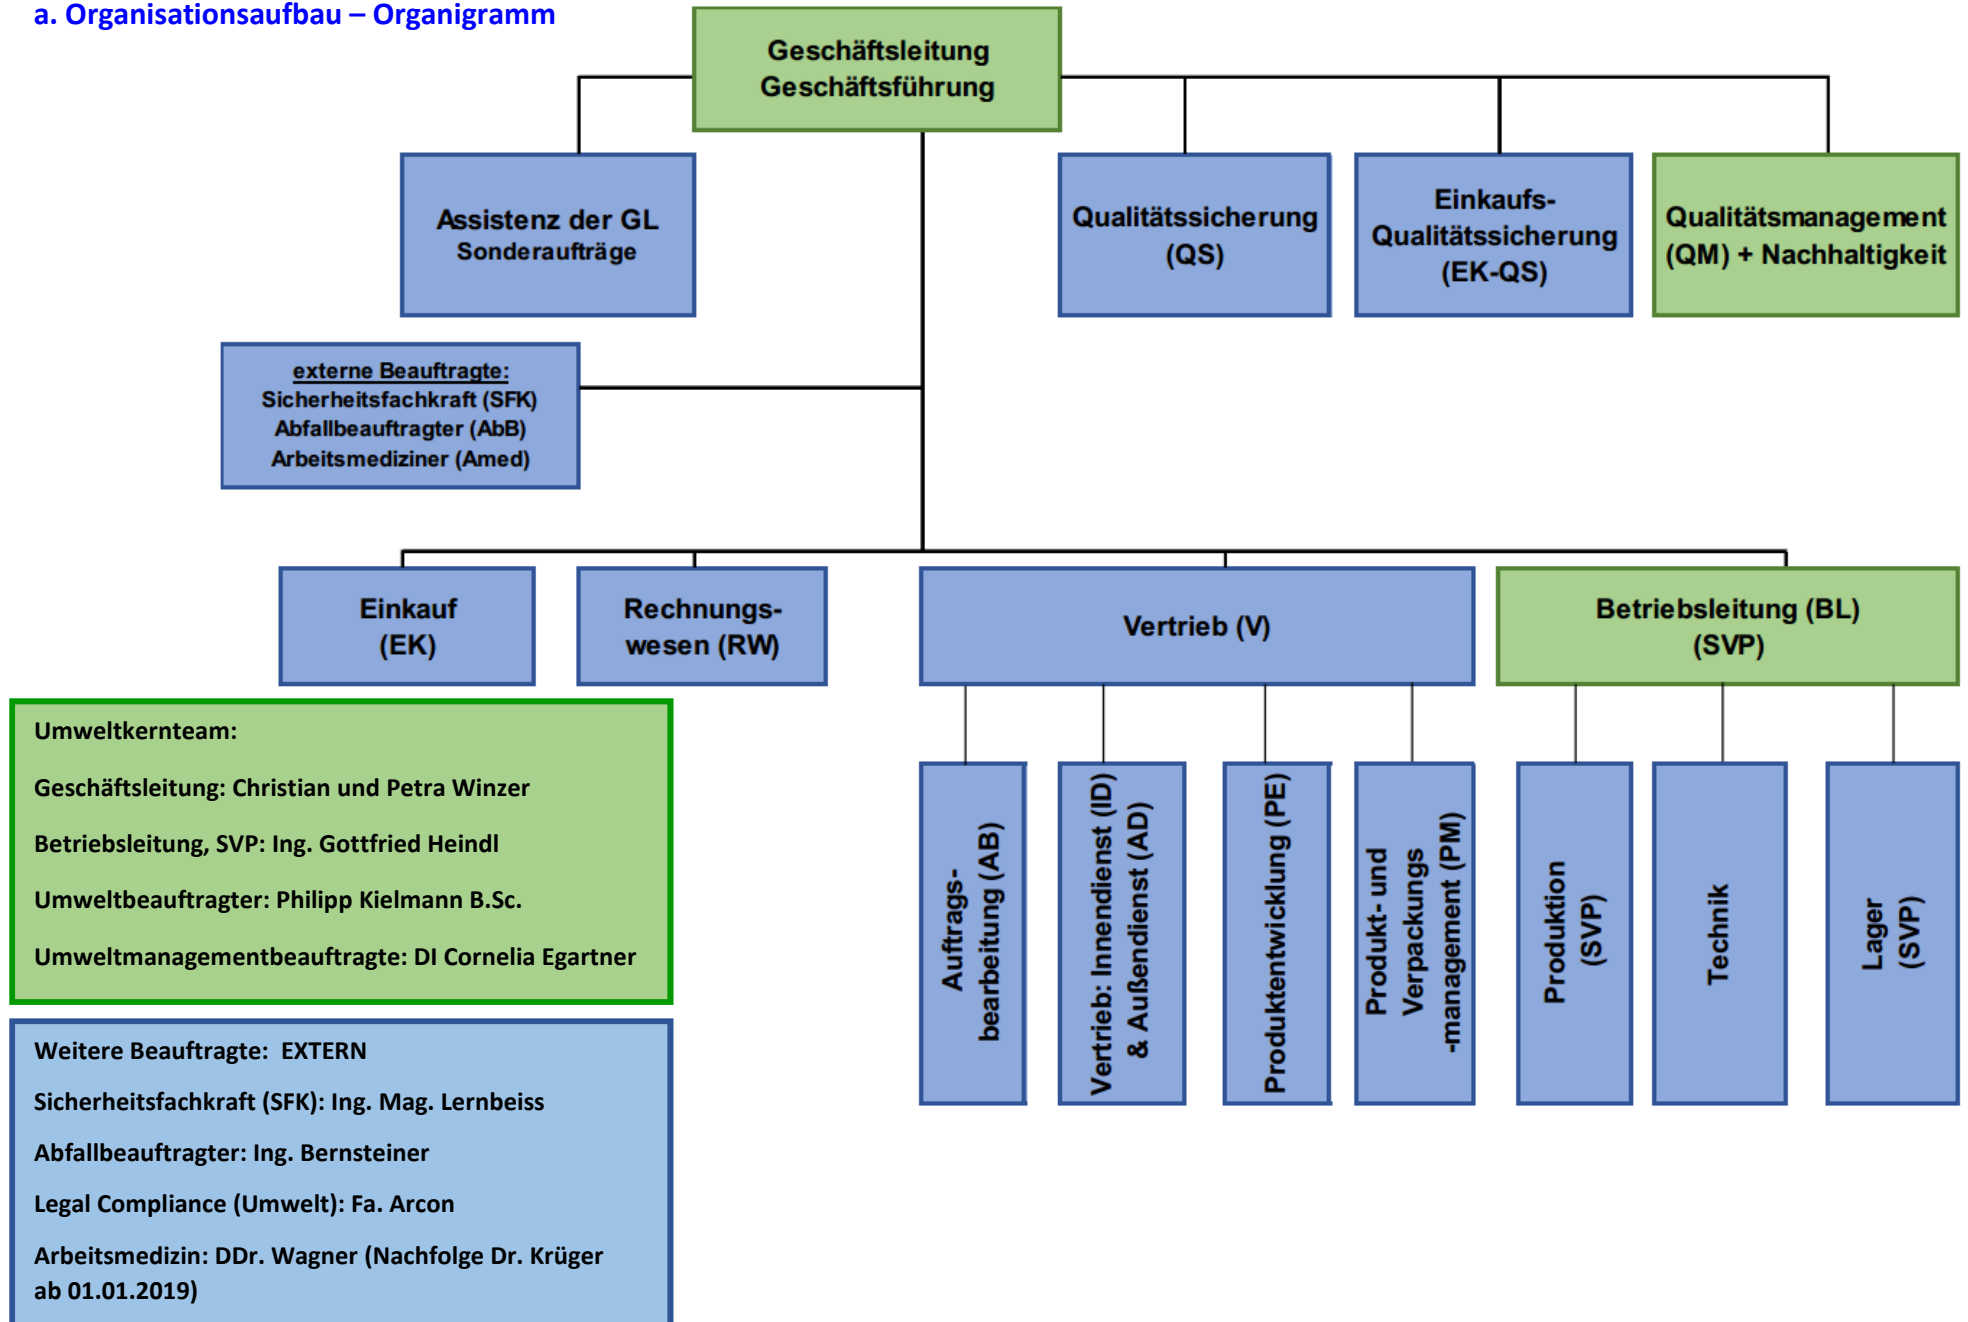 a. Organisationsaufbau – Organigramm
Geschäftsleitung
Geschäftsführung
Assistenz der GL
Sonderaufträge
Qualitätssicherung
(QS)
Einkaufs-
Qualitätssicherung
(EK-QS)
Qualitätsmanagement
(QM) + Nachhaltigkeit
externe Beauftragte:
Sicherheitsfachkraft (SFK)
Abfallbeauftragter (AbB)
Arbeitsmediziner (Amed)
Einkauf
(EK)
Rechnungs-
wesen (RW)
Vertrieb (V)
Betriebsleitung (BL)
(SVP)
Auftrags-
bearbeitung (AB)
Vertrieb: Innendienst (ID)
& Außendienst (AD)
Produktentwicklung (PE)
Produkt- und
Verpackungs
-management (PM)
Produktion
(SVP)
Technik
Lager
(SVP)
Umweltkernteam:
Geschäftsleitung: Christian und Petra Winzer
Betriebsleitung, SVP: Ing. Gottfried Heindl
Umweltbeauftragter: Philipp Kielmann B.Sc.
Umweltmanagementbeauftragte: DI Cornelia Egartner
Weitere Beauftragte:  EXTERN
Sicherheitsfachkraft (SFK): Ing. Mag. Lernbeiss
Abfallbeauftragter: Ing. Bernsteiner
Legal Compliance (Umwelt): Fa. Arcon
Arbeitsmedizin: DDr. Wagner (Nachfolge Dr. Krüger
ab 01.01.2019)